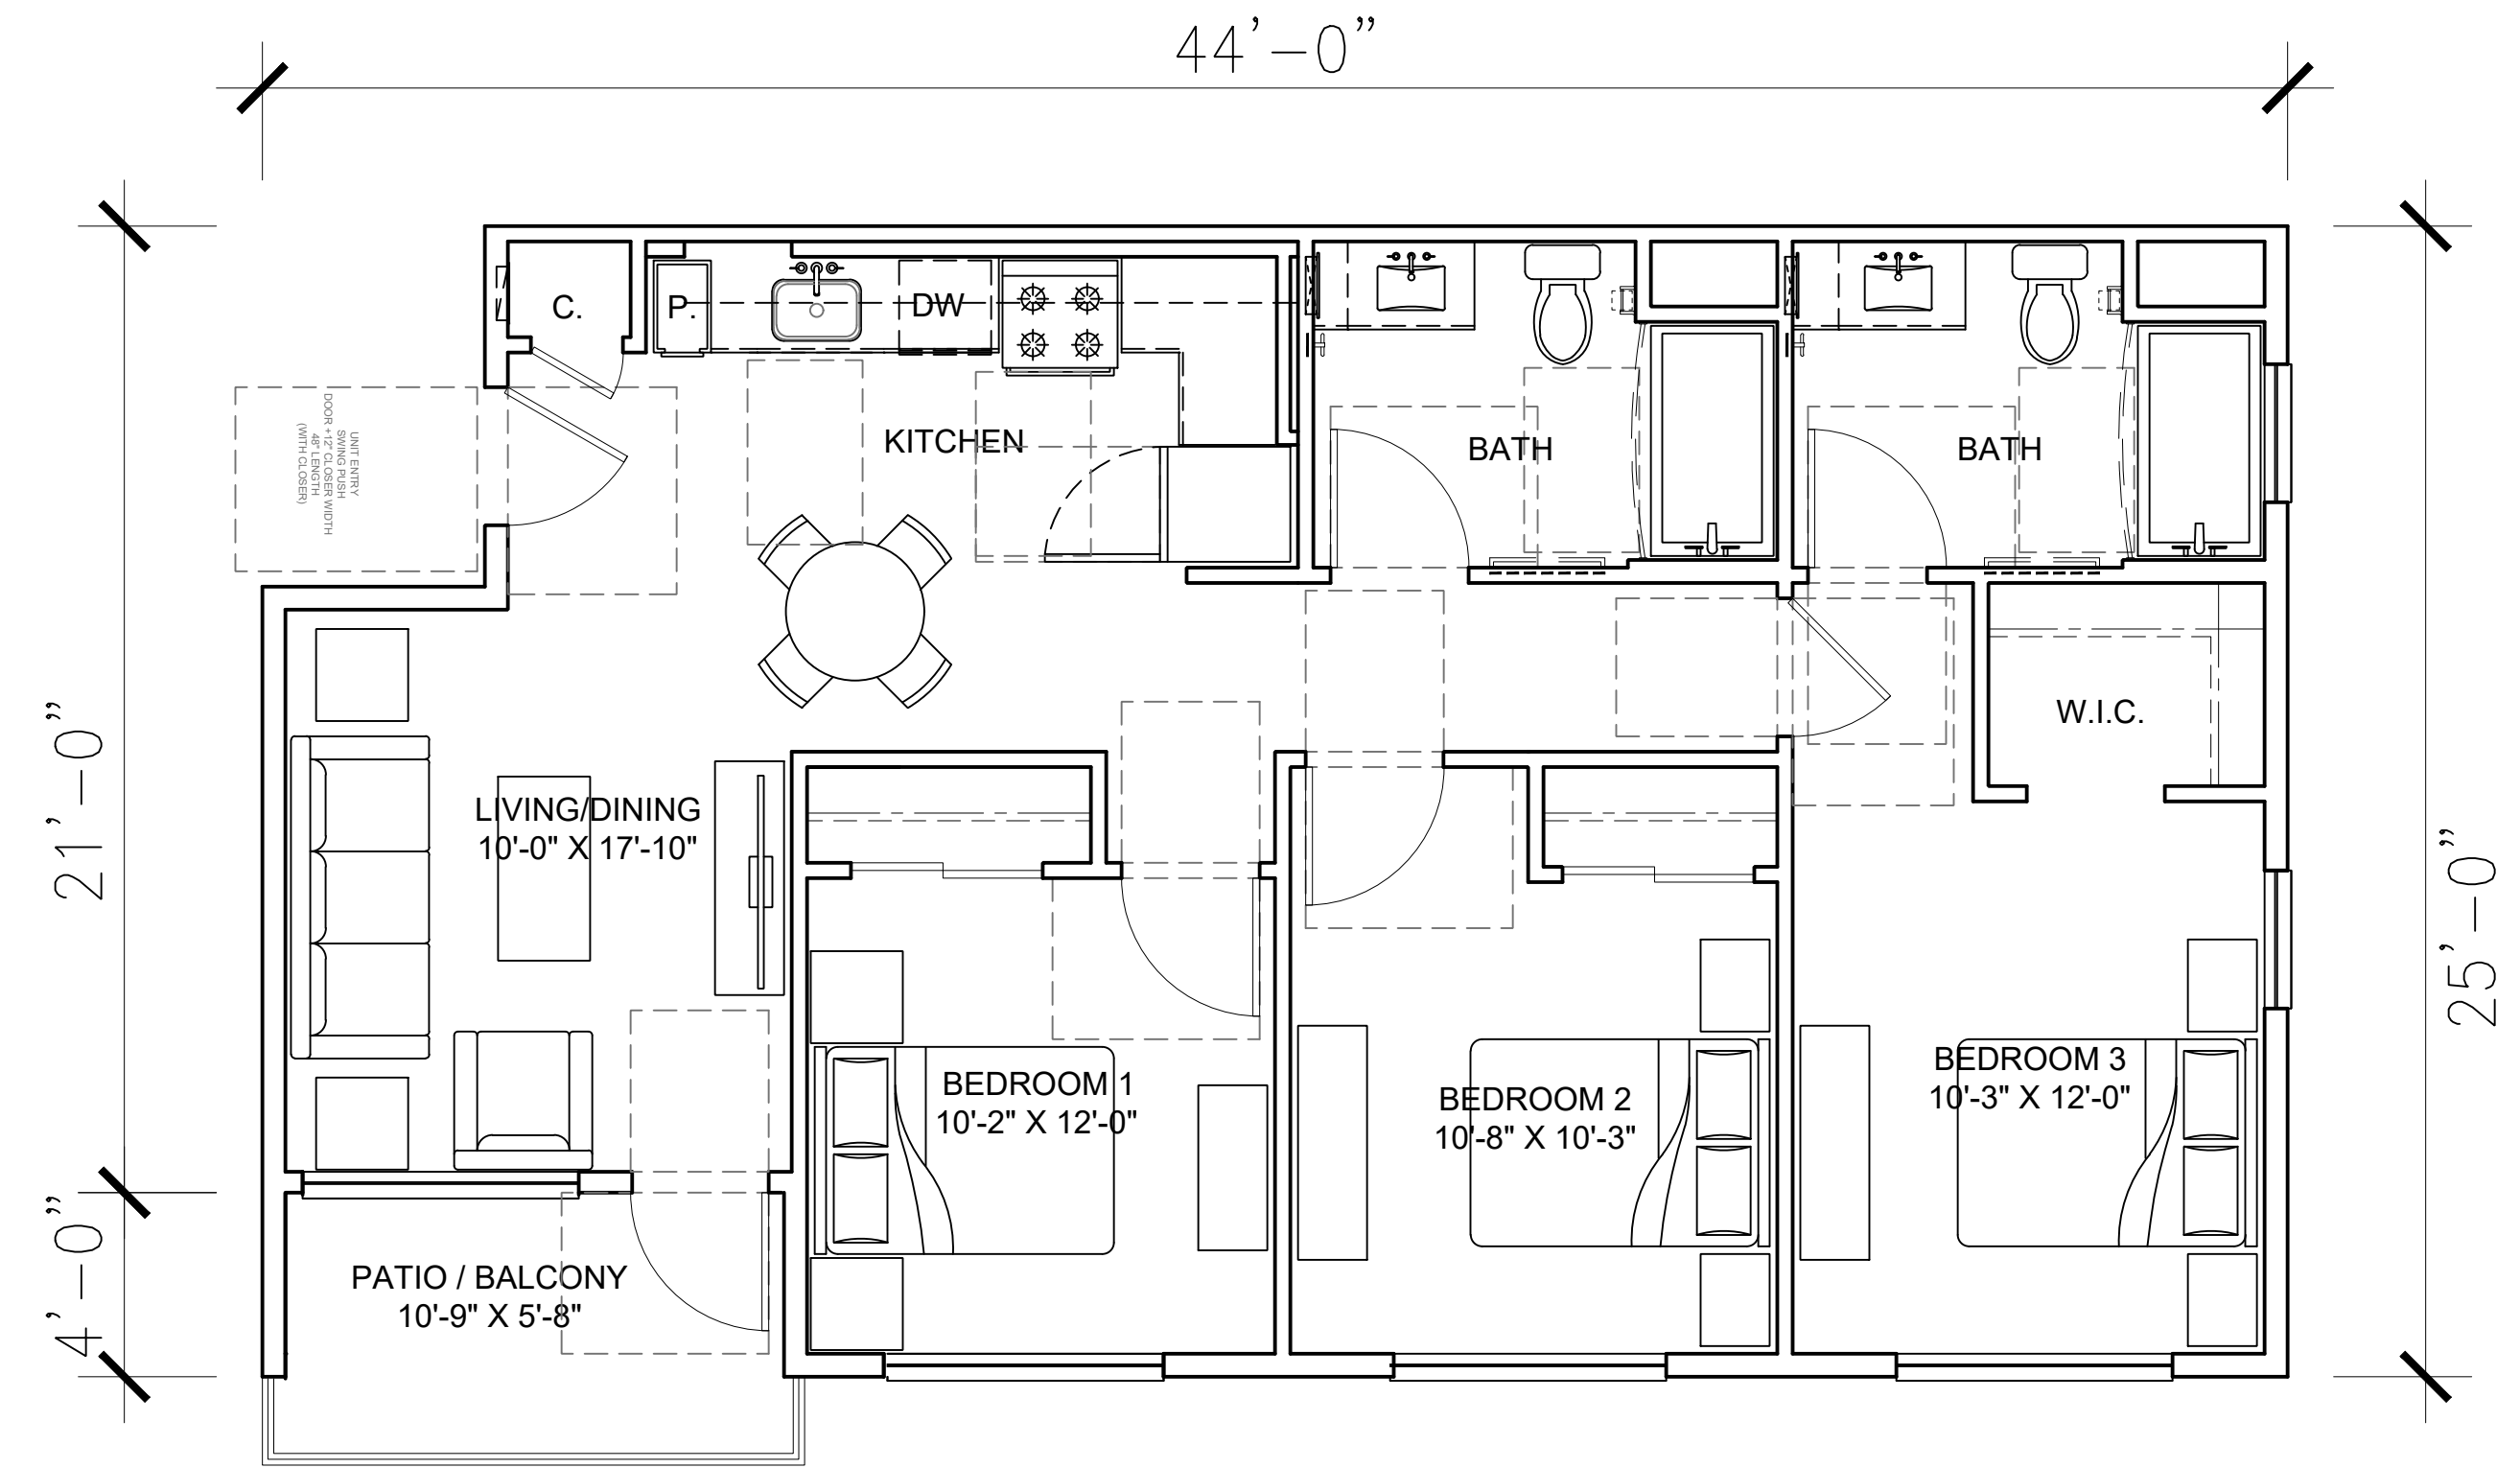 44'-0"
C.
P.
DW
UNIT ENTRY
SWING PUSH
DOOR +12" CLOSER WIDTH
48" LENGTH
(WITH CLOSER)
KITCHEN
BATH
BATH
W.I.C.
21'-0"
LIVING/DINING
10'-0" X 17'-10"
25'-0"
BEDROOM 1
10'-2" X 12'-0"
BEDROOM 2
10'-8" X 10'-3"
BEDROOM 3
10'-3" X 12'-0"
4'-0"
PATIO / BALCONY
10'-9" X 5'-8"